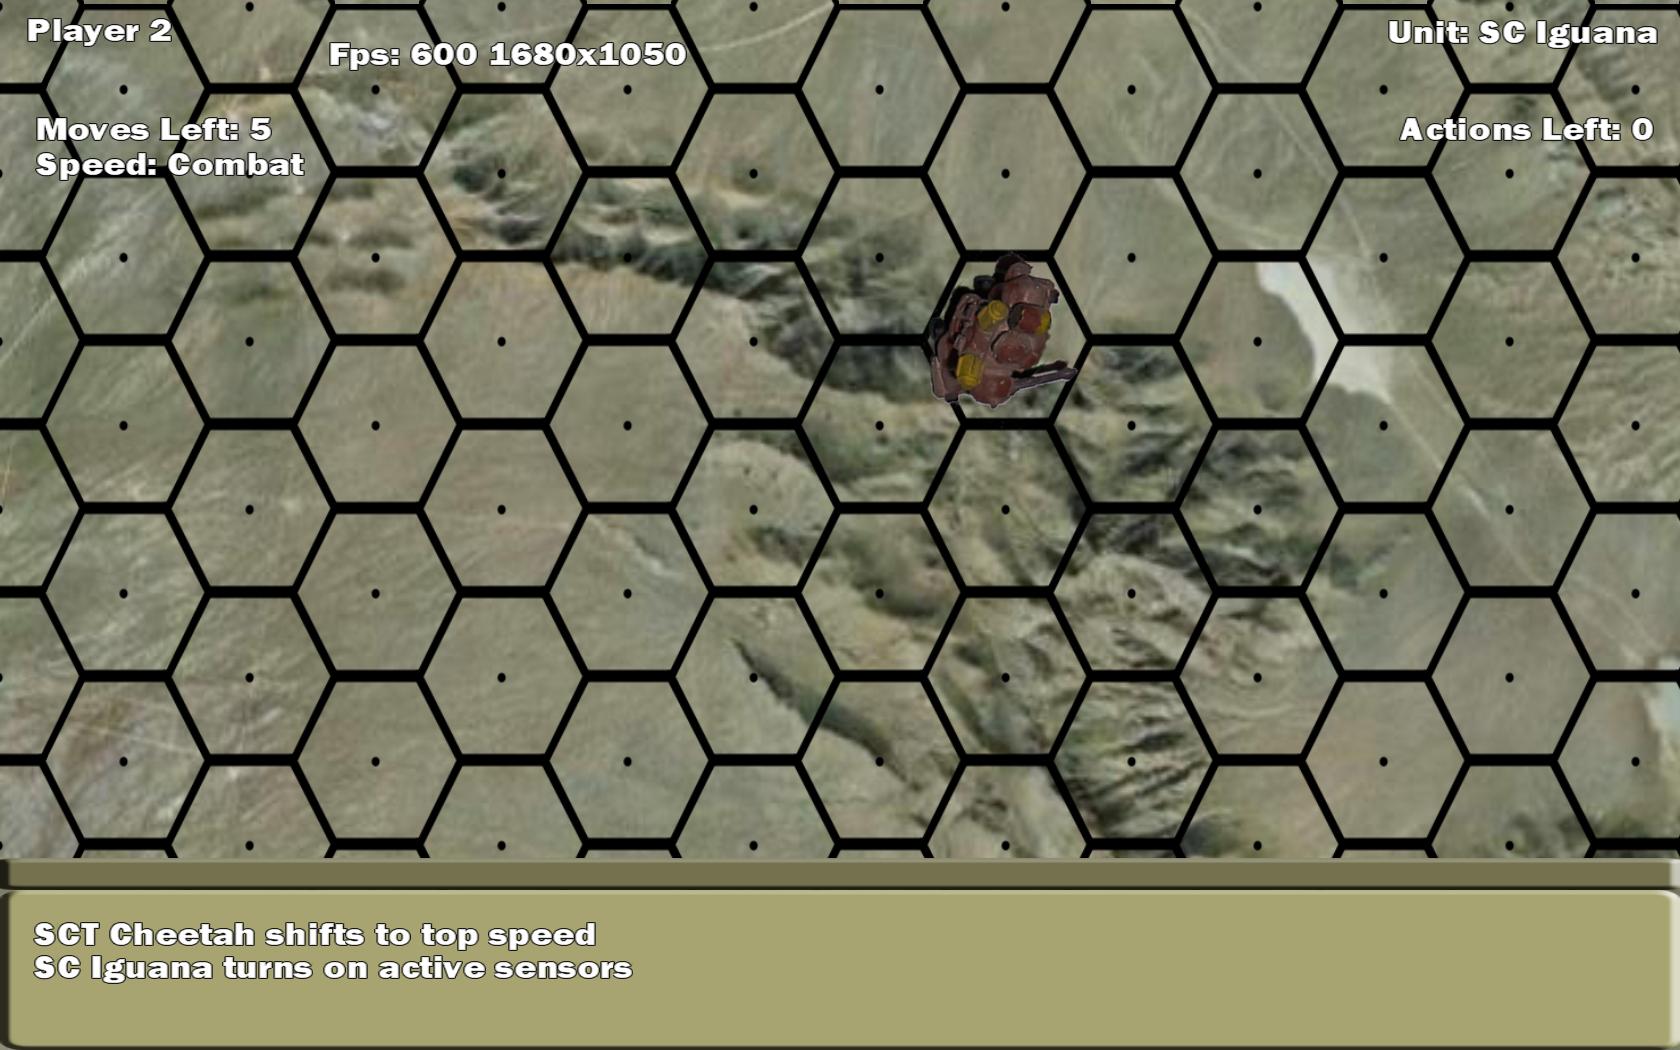 Player 2
Fps: 600 1680x1050
Unit: SC Iguana
Moves Left: 5
Actions Left: 0
Speed: Combat
SCT Cheetah shifts to top speed
SC Iguana turns on active sensors